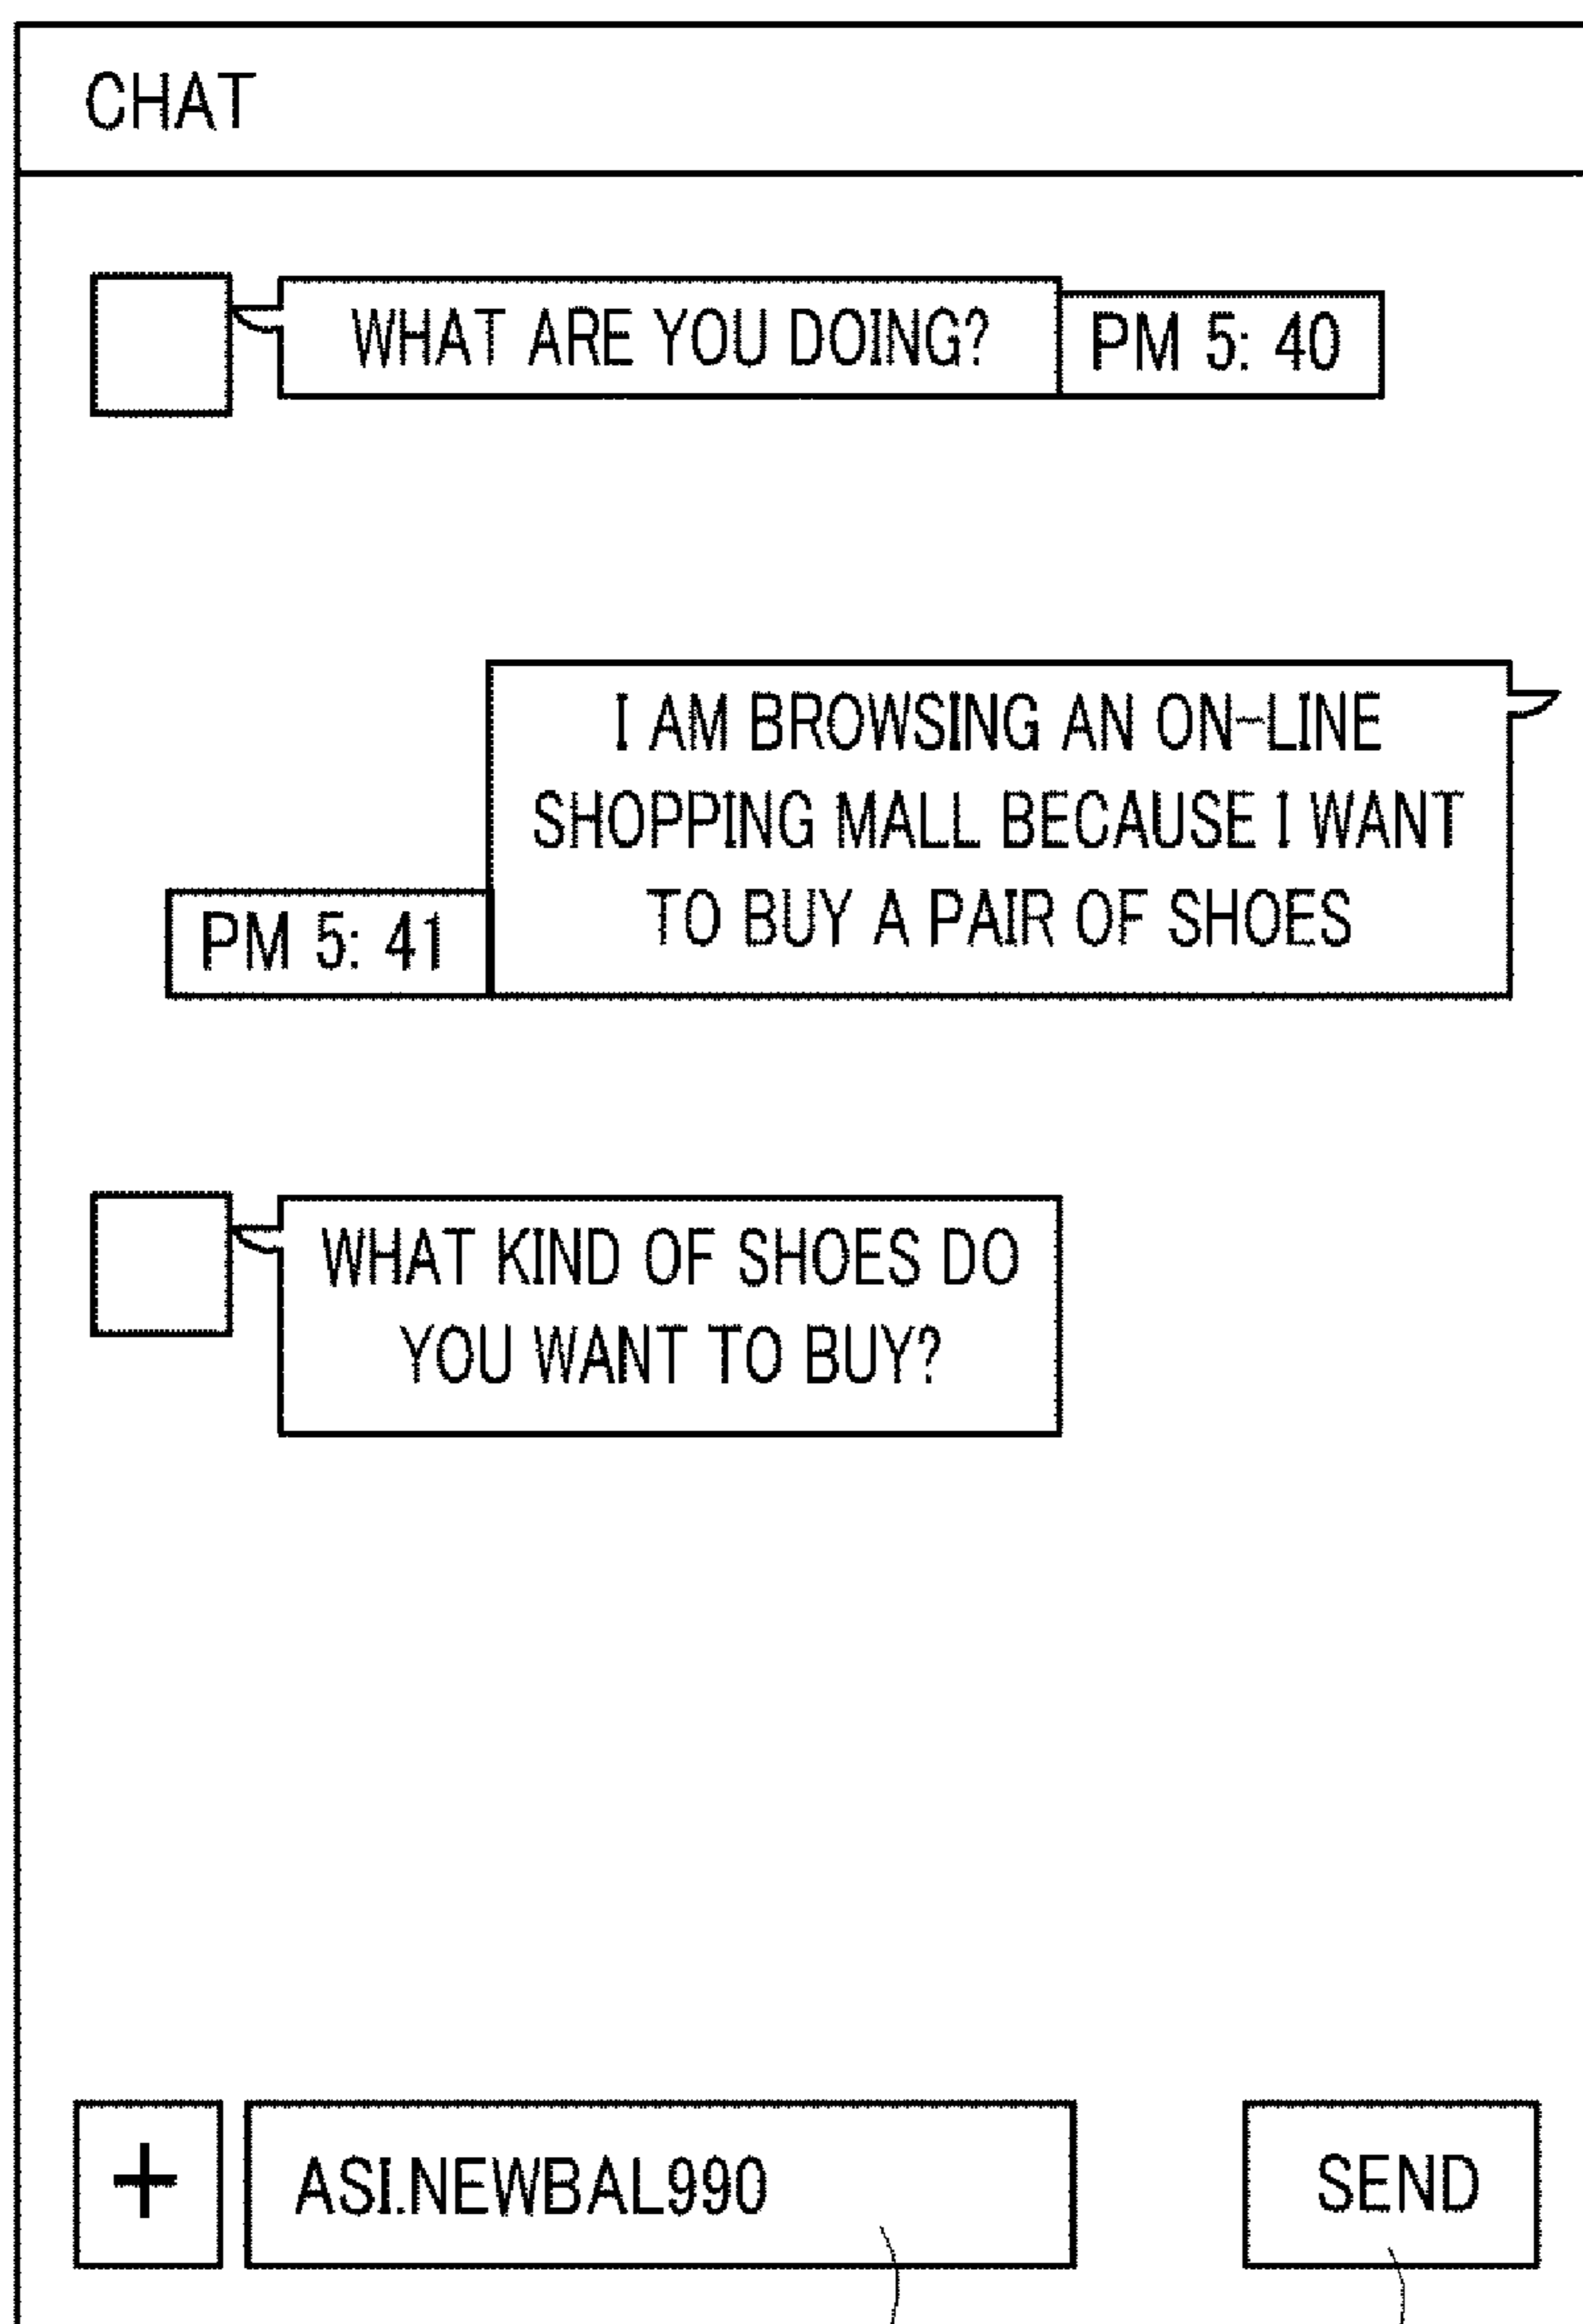 CHAT
WHAT ARE YOU DOING?
PM 5: 40
I AM BROWSING AN ON-LINE
SHOPPING MALL BECAUSE I WANT
TO BUY A PAIR OF SHOES
PM 5: 41
WHAT KIND OF SHOES DO
YOU WANT TO BUY?
+
ASI.NEWBAL990
SEND